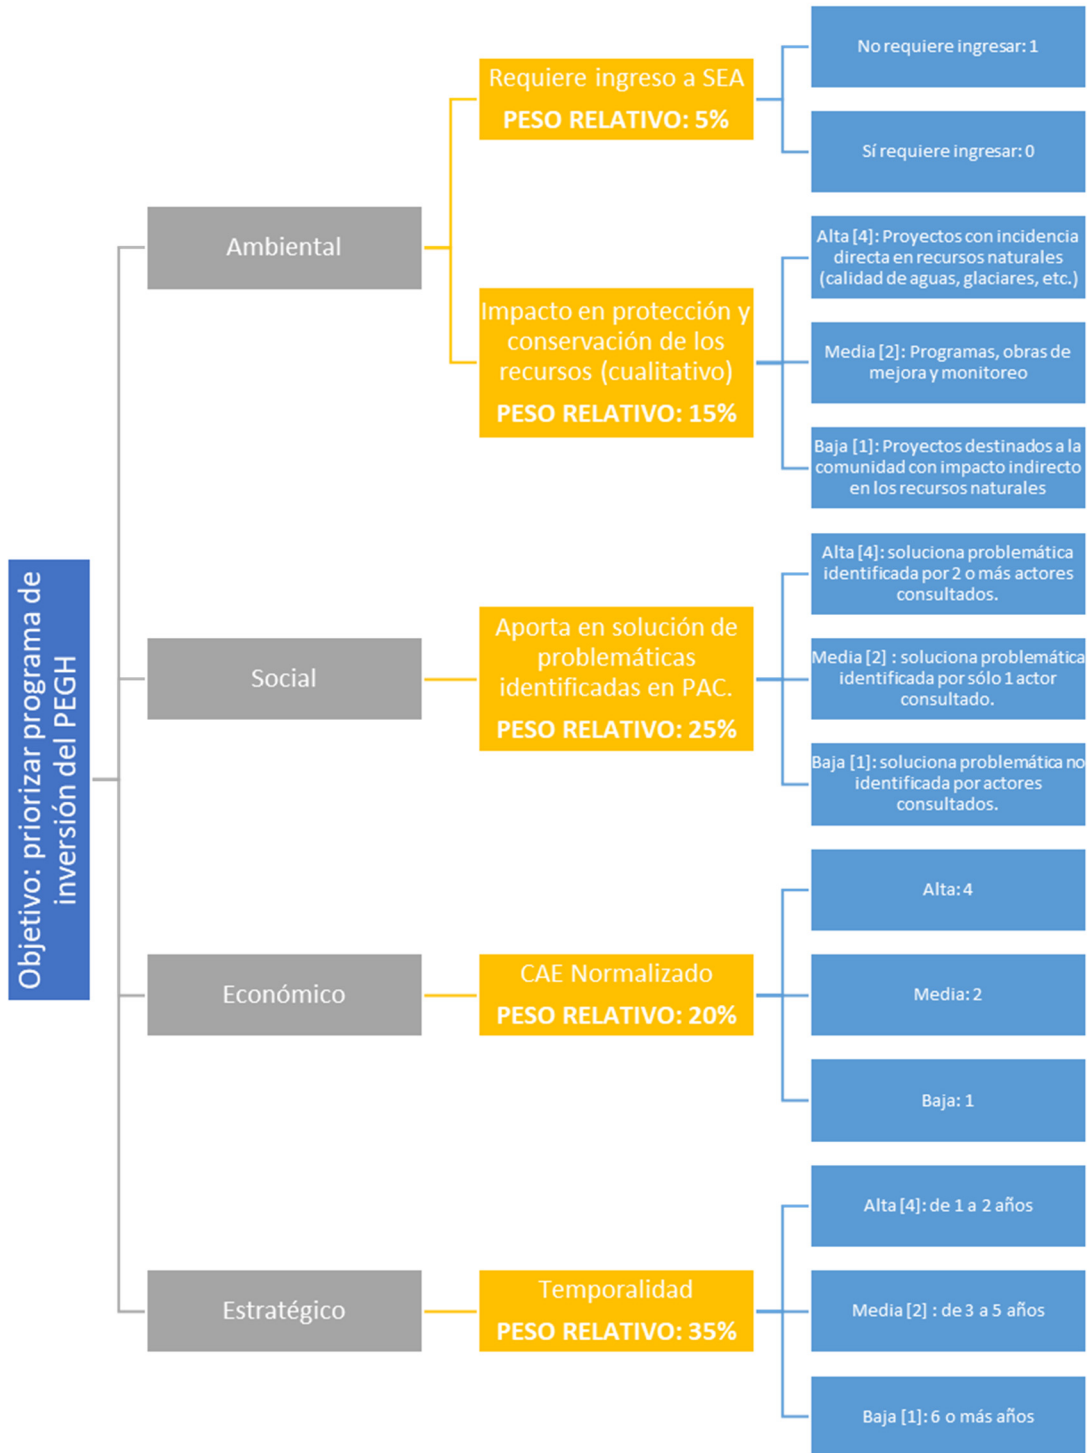 Objetivo: priorizar programa de
inversión del PEGH
Ambiental
Requiere ingreso a SEA
PESO RELATIVO: 5%
No requiere ingresar: 1
Sí requiere ingresar: 0
Impacto en protección y
conservación de los
recursos (cualitativo)
PESO RELATIVO: 15%
Alta [4]: Proyectos con incidencia
directa en recursos naturales
(calidad de aguas, glaciares, etc.)
Media [2]: Programas, obras de
mejora y monitoreo
Baja [1]: Proyectos destinados a la
comunidad con impacto indirecto
en los recursos naturales
Social
Aporta en solución de
problemáticas
identificadas en PAC.
PESO RELATIVO: 25%
Alta [4]: soluciona problemática
identificada por 2 o más actores
consultados.
Media [2] : soluciona problemática
identificada por sólo 1 actor
consultado.
Baja [1]: soluciona problemática no
identificada por actores
consultados.
Económico
CAE Normalizado
PESO RELATIVO: 20%
Alta: 4
Media: 2
Baja: 1
Estratégico
Temporalidad
PESO RELATIVO: 35%
Alta [4]: de 1 a 2 años
Media [2] : de 3 a 5 años
Baja [1]: 6 o más años